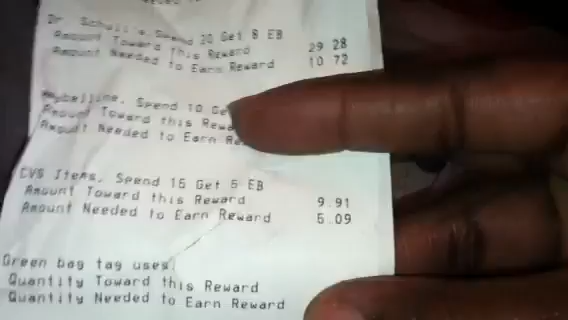 Dr. Scholl's, Spend 30 Get 8 EB
Amount Toward this Reward 29 28
Amount Needed to Earn Reward 10 72
Maybelline, Spend 10 Ge
Amount Toward this Rewa
Amount Needed to Earn Re
CVS Items, Spend 15 Get 5 EB
Amount Toward this Reward 9.91
Amount Needed to Earn Reward 5.09
Green bag tag uses:
Quantity Toward this Reward
Quantity Needed to Earn Reward